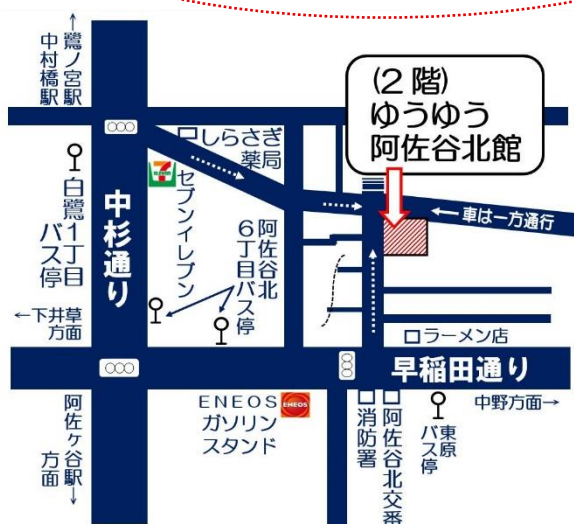 ←鷺ノ宮駅
中村橋駅
(2階)
ゆうゆう
阿佐谷北館
しらさぎ
薬局
7
ELEVEN
セブンイレブン
白鷺1丁目
バス停
中杉通り
阿佐谷北
6丁目バス停
←車は一方通行
←下井草
方面
ラーメン店
早稲田通り
中野方面→
ENEOS
ガソリン
スタンド
ENEOS
消防署
阿佐谷北交番
東原
バス停
阿佐ヶ谷駅→
方面